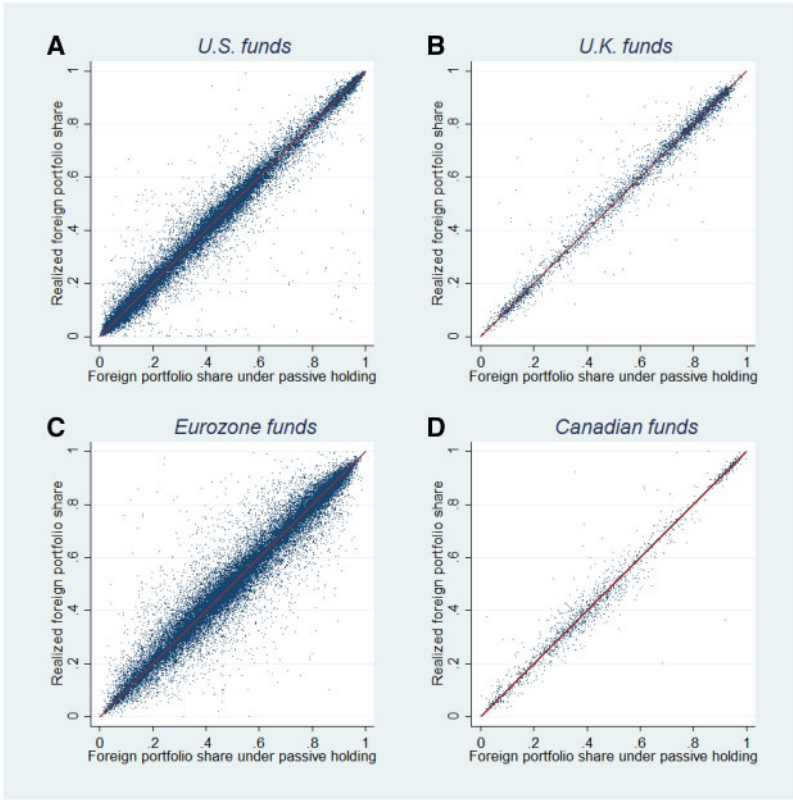 A U.S. funds
Realized foreign portfolio share
0 .2 .4 .6 .8 1
0 .2 .4 .6 .8 1
Foreign portfolio share under passive holding
B U.K. funds
Realized foreign portfolio share
0 .2 .4 .6 .8 1
0 .2 .4 .6 .8 1
Foreign portfolio share under passive holding
C Eurozone funds
Realized foreign portfolio share
0 .2 .4 .6 .8 1
0 .2 .4 .6 .8 1
Foreign portfolio share under passive holding
D Canadian funds
Realized foreign portfolio share
0 .2 .4 .6 .8 1
0 .2 .4 .6 .8 1
Foreign portfolio share under passive holding